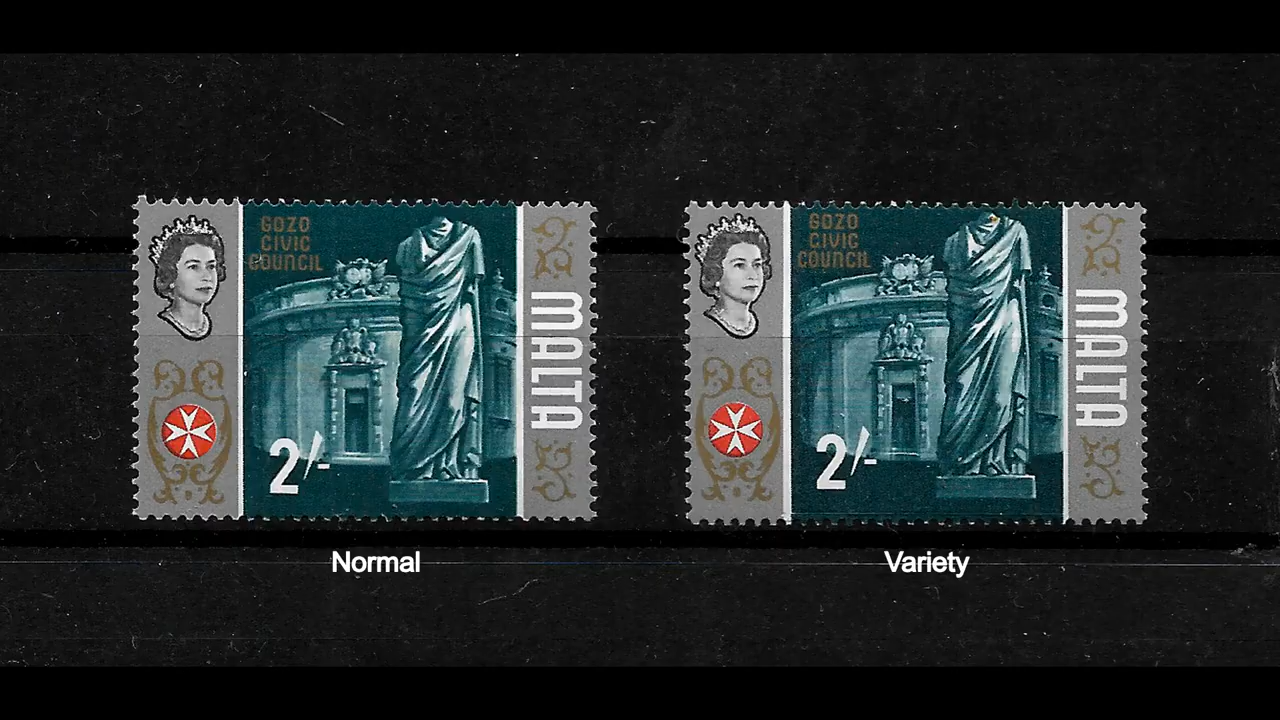 GOZO
CIVIC
COUNCIL
MALTA
2/-
GOZO
CIVIC
COUNCIL
MALTA
2/-
Normal
Variety